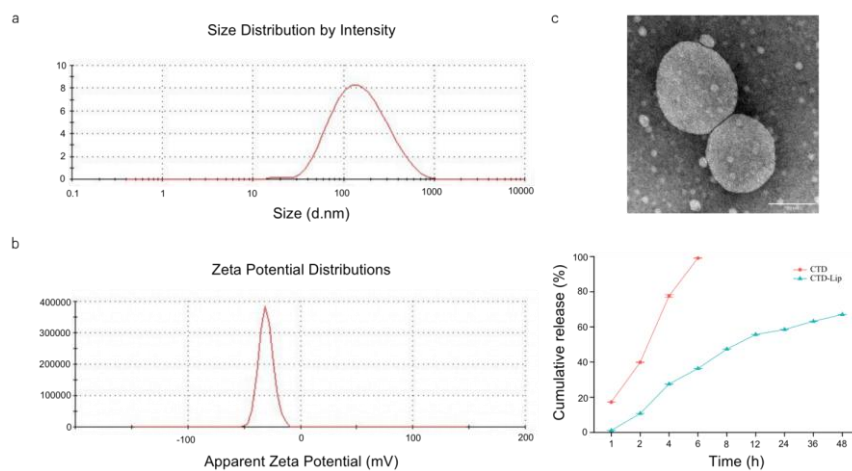 a
Size Distribution by Intensity
10
8
6
4
2
0
0.1 1 10 100 1000 10000
Size (d.nm)
b
Zeta Potential Distributions
400000
300000
200000
100000
0
-100 0 100 200
Apparent Zeta Potential (mV)
c
CTD
CTD-Lip
Cumulative release (%)
100
80
60
40
20
0
1 2 4 6 8 12 24 36 48
Time (h)